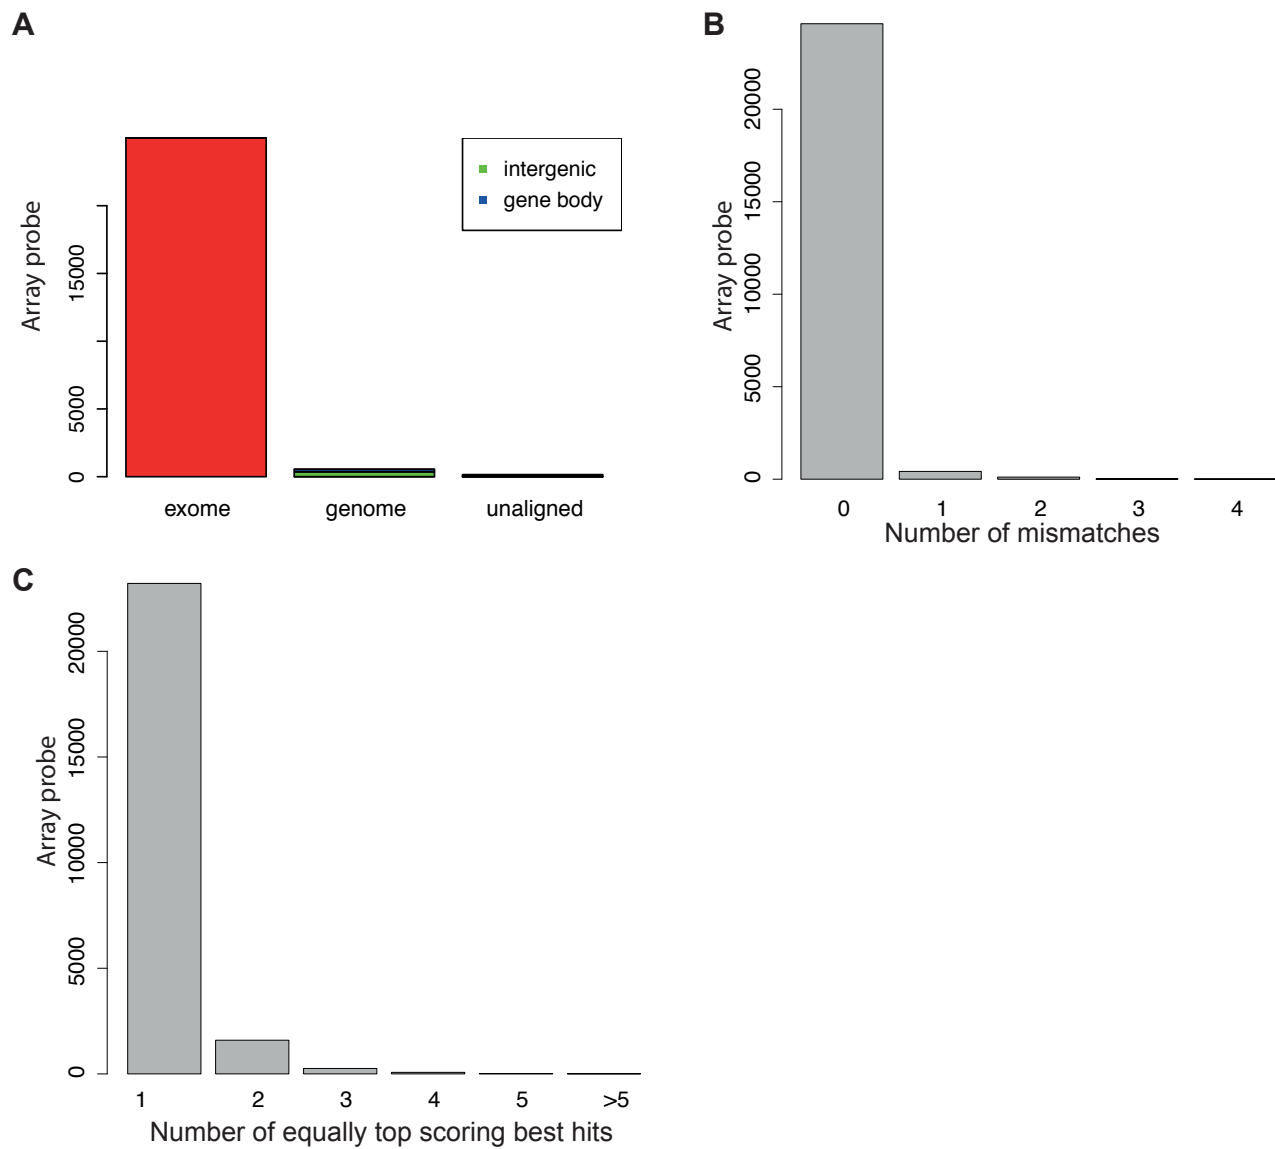 A
Array probe
15000
5000
0
intergenic
gene body
exome genome unaligned
B
Array probe
20000
15000
10000
5000
0
0 1 2 3 4
Number of mismatches
C
Array probe
20000
15000
10000
5000
0
1 2 3 4 5 >5
Number of equally top scoring best hits